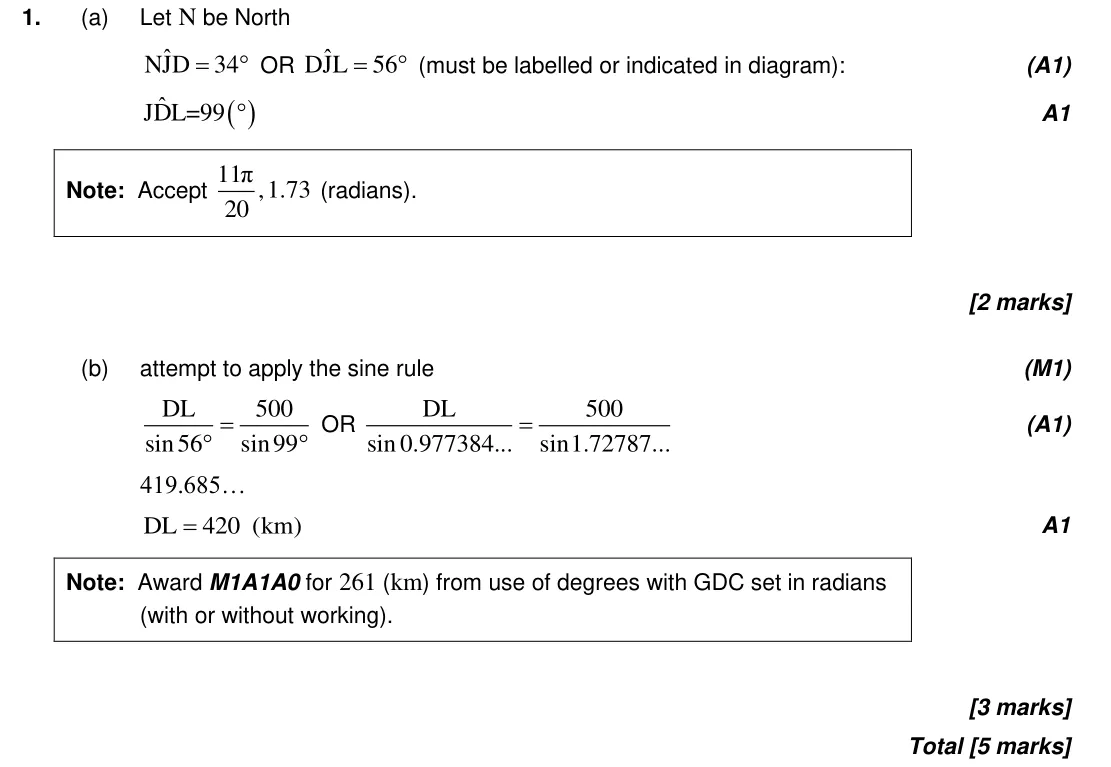 1. (a) Let N be North
NĴD = 34° OR DĴL = 56° (must be labelled or indicated in diagram): (A1)
JD̂L=99(°) A1
Note: Accept 11π/20, 1.73 (radians).
[2 marks]
(b) attempt to apply the sine rule (M1)
DL/sin 56° = 500/sin 99° OR DL/sin 0.977384... = 500/sin 1.72787... (A1)
419.685…
DL = 420 (km) A1
Note: Award M1A1A0 for 261 (km) from use of degrees with GDC set in radians
(with or without working).
[3 marks]
Total [5 marks]